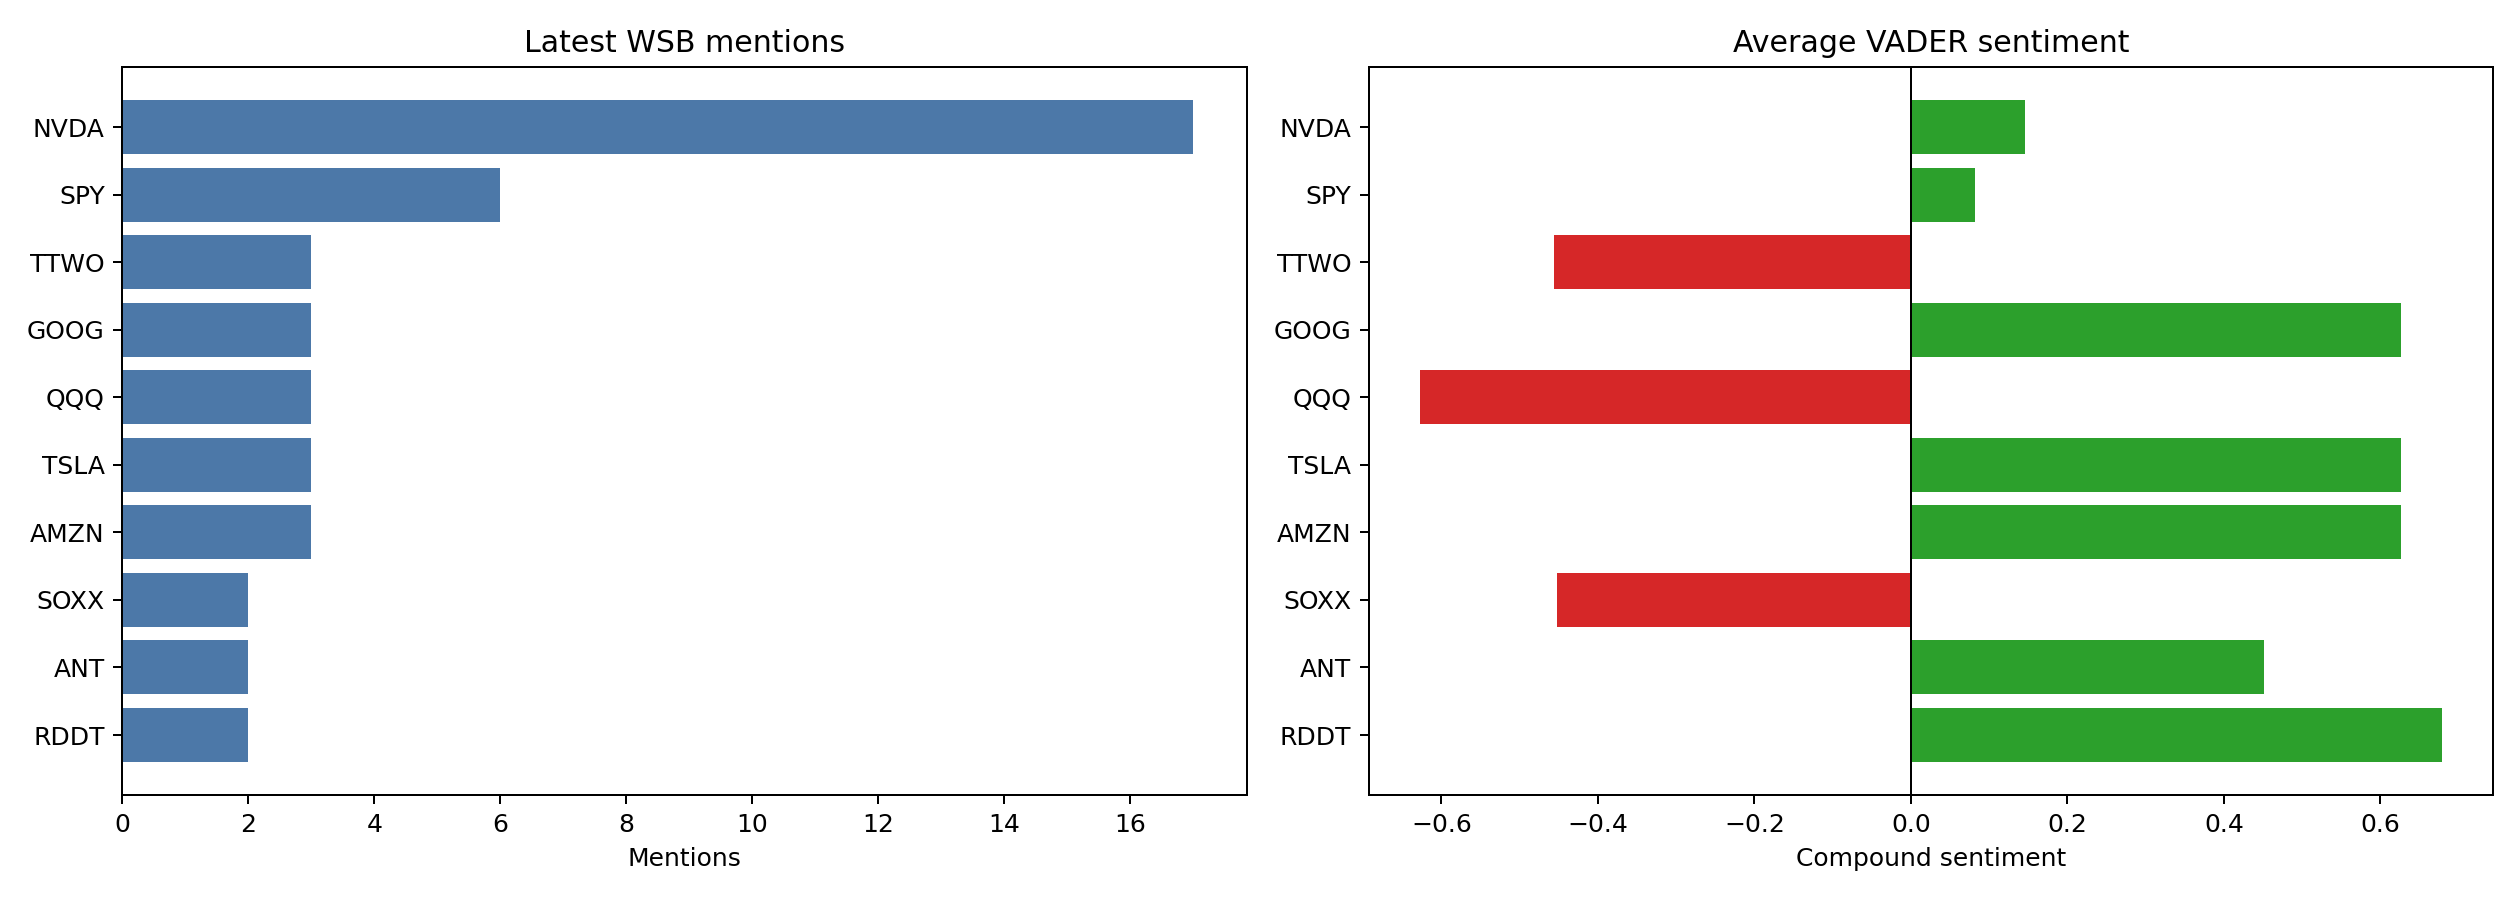 Latest WSB mentions
NVDA
SPY
TTWO
GOOG
QQQ
TSLA
AMZN
SOXX
ANT
RDDT
0 2 4 6 8 10 12 14 16
Mentions
Average VADER sentiment
NVDA
SPY
TTWO
GOOG
QQQ
TSLA
AMZN
SOXX
ANT
RDDT
−0.6 −0.4 −0.2 0.0 0.2 0.4 0.6
Compound sentiment